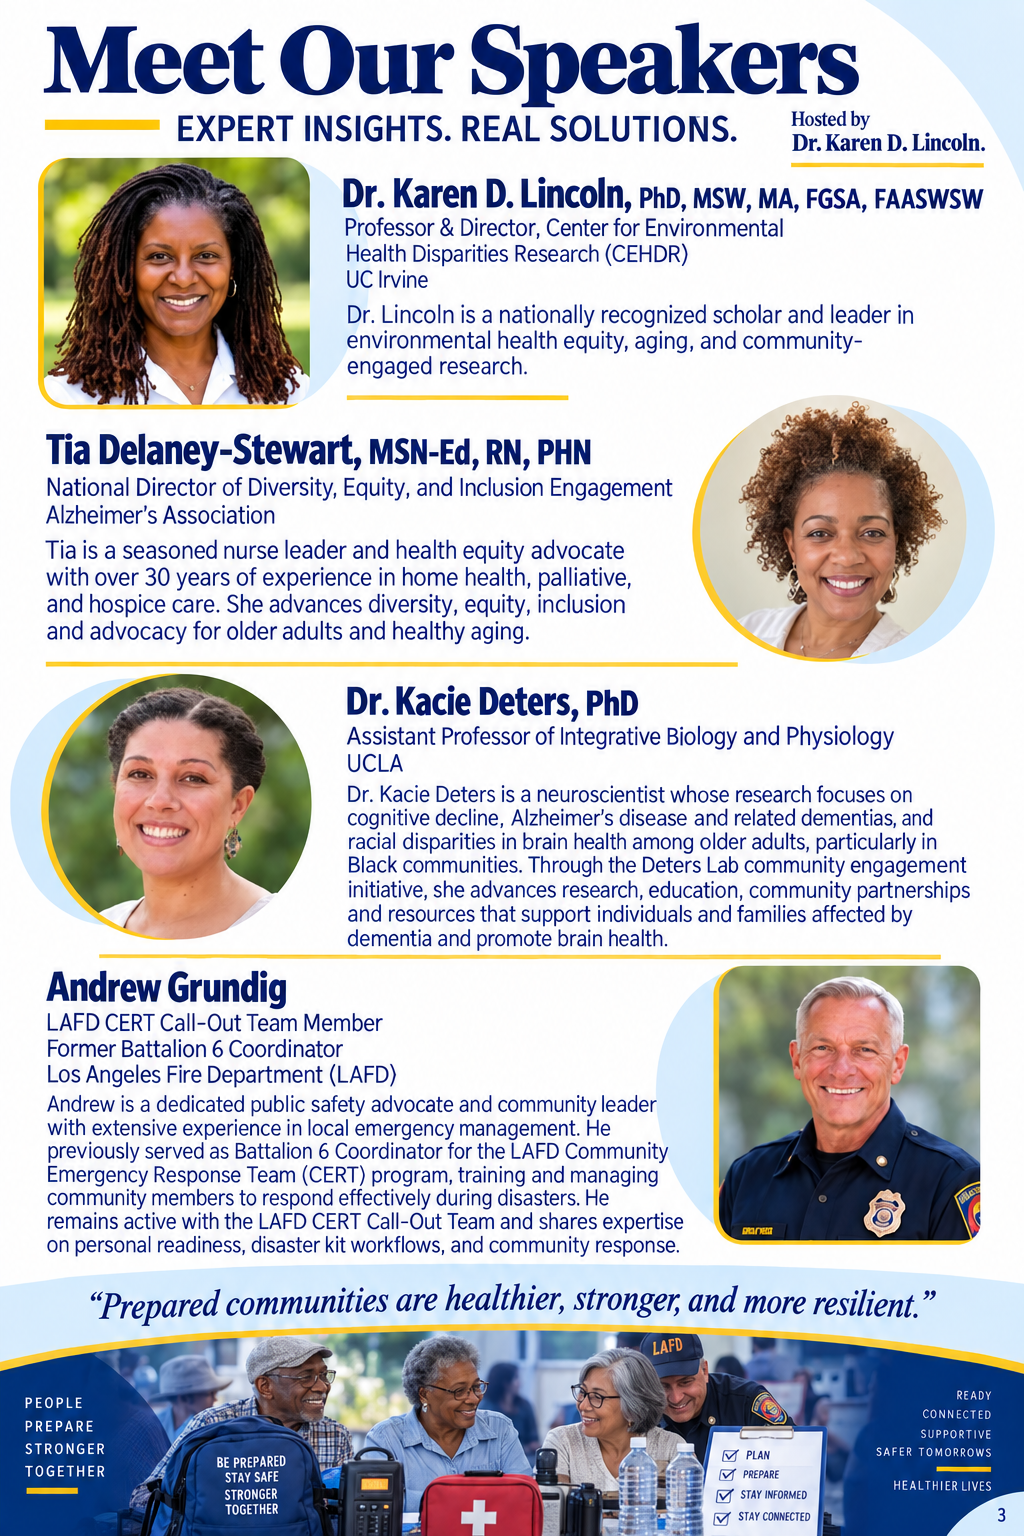 Meet Our Speakers
EXPERT INSIGHTS. REAL SOLUTIONS.
Hosted by
Dr. Karen D. Lincoln.
Dr. Karen D. Lincoln, PhD, MSW, MA, FGSA, FAASWSW
Professor & Director, Center for Environmental
Health Disparities Research (CEHDR)
UC Irvine
Dr. Lincoln is a nationally recognized scholar and leader in
environmental health equity, aging, and community-
engaged research.
Tia Delaney-Stewart, MSN-Ed, RN, PHN
National Director of Diversity, Equity, and Inclusion Engagement
Alzheimer's Association
Tia is a seasoned nurse leader and health equity advocate
with over 30 years of experience in home health, palliative,
and hospice care. She advances diversity, equity, inclusion
and advocacy for older adults and healthy aging.
Dr. Kacie Deters, PhD
Assistant Professor of Integrative Biology and Physiology
UCLA
Dr. Kacie Deters is a neuroscientist whose research focuses on
cognitive decline, Alzheimer's disease and related dementias, and
racial disparities in brain health among older adults, particularly in
Black communities. Through the Deters Lab community engagement
initiative, she advances research, education, community partnerships
and resources that support individuals and families affected by
dementia and promote brain health.
Andrew Grundig
LAFD CERT Call-Out Team Member
Former Battalion 6 Coordinator
Los Angeles Fire Department (LAFD)
Andrew is a dedicated public safety advocate and community leader
with extensive experience in local emergency management. He
previously served as Battalion 6 Coordinator for the LAFD Community
Emergency Response Team (CERT) program, training and managing
community members to respond effectively during disasters. He
remains active with the LAFD CERT Call-Out Team and shares expertise
on personal readiness, disaster kit workflows, and community response.
"Prepared communities are healthier, stronger, and more resilient."
PEOPLE
PREPARE
STRONGER
TOGETHER
LAFD
BE PREPARED
STAY SAFE
STRONGER
TOGETHER
PLAN
PREPARE
STAY INFORMED
STAY CONNECTED
READY
CONNECTED
SUPPORTIVE
SAFER TOMORROWS
HEALTHIER LIVES
3